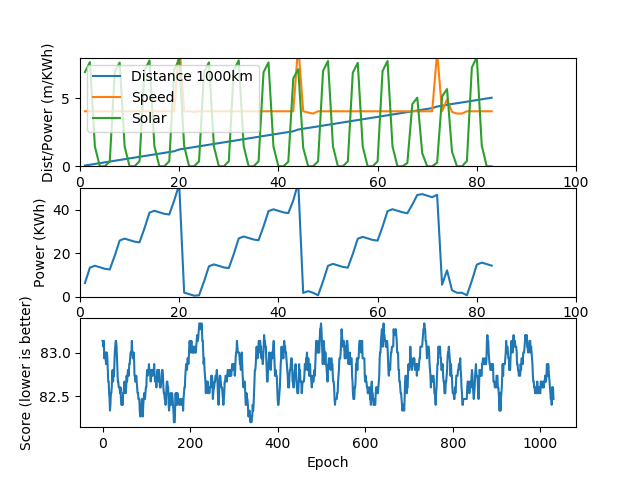 Dist/Power (m/KWh)
5
0
Distance 1000km
Speed
Solar
0 20 40 60 80 100
Power (KWh)
40
20
0
0 20 40 60 80 100
Score (lower is better)
83.0
82.5
0 200 400 600 800 1000
Epoch